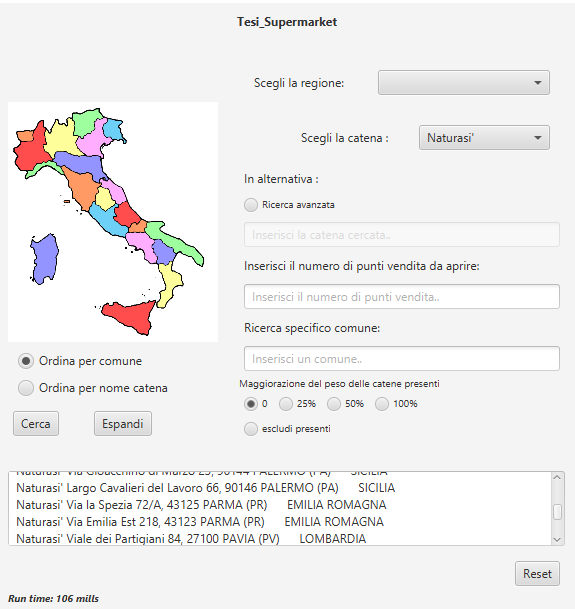 Tesi_Supermarket
Scegli la regione:
Scegli la catena :
Naturasi'
In alternativa :
Ricerca avanzata
Inserisci la catena cercata..
Inserisci il numero di punti vendita da aprire:
Inserisci il numero di punti vendita..
Ricerca specifico comune:
Inserisci un comune..
Maggiorazione del peso delle catene presenti
0 25% 50% 100%
escludi presenti
Ordina per comune
Ordina per nome catena
Cerca Espandi
Naturasi' Via Gioacchino di Marzo 23, 90144 PALERMO (PA) SICILIA
Naturasi' Largo Cavalieri del Lavoro 66, 90146 PALERMO (PA) SICILIA
Naturasi' Via la Spezia 72/A, 43125 PARMA (PR) EMILIA ROMAGNA
Naturasi' Via Emilia Est 218, 43123 PARMA (PR) EMILIA ROMAGNA
Naturasi' Viale dei Partigiani 84, 27100 PAVIA (PV) LOMBARDIA
Reset
Run time: 106 mills